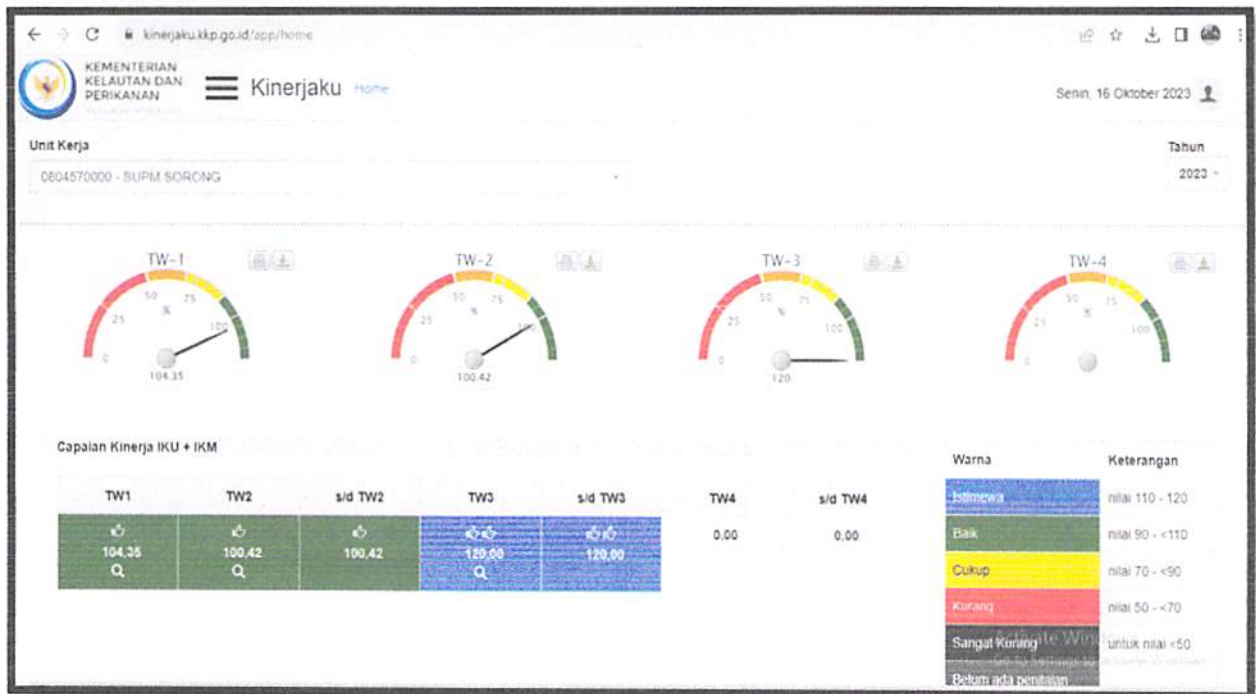 kinerjaku.kkp.go.id/app/home
KEMENTERIAN
KELAUTAN DAN
PERIKANAN
Kinerjaku Home
Senin, 16 Oktober 2023
Unit Kerja
Tahun
0804570000 - SUPM SORONG
2023
TW-1
0 25 50 75 100
%
104.35
TW-2
0 25 50 75 100
%
100.42
TW-3
0 25 50 75 100
%
120
TW-4
0 25 50 75 100
%
Capaian Kinerja IKU + IKM
TW1 TW2 s/d TW2 TW3 s/d TW3 TW4 s/d TW4
104,35 100,42 100,42 120,00 120,00 0,00 0,00
Warna Keterangan
Istimewa nilai 110 - 120
Baik nilai 90 - <110
Cukup nilai 70 - <90
Kurang nilai 50 - <70
Sangat Kurang untuk nilai <50
Belum ada penilaian
Activate Windows